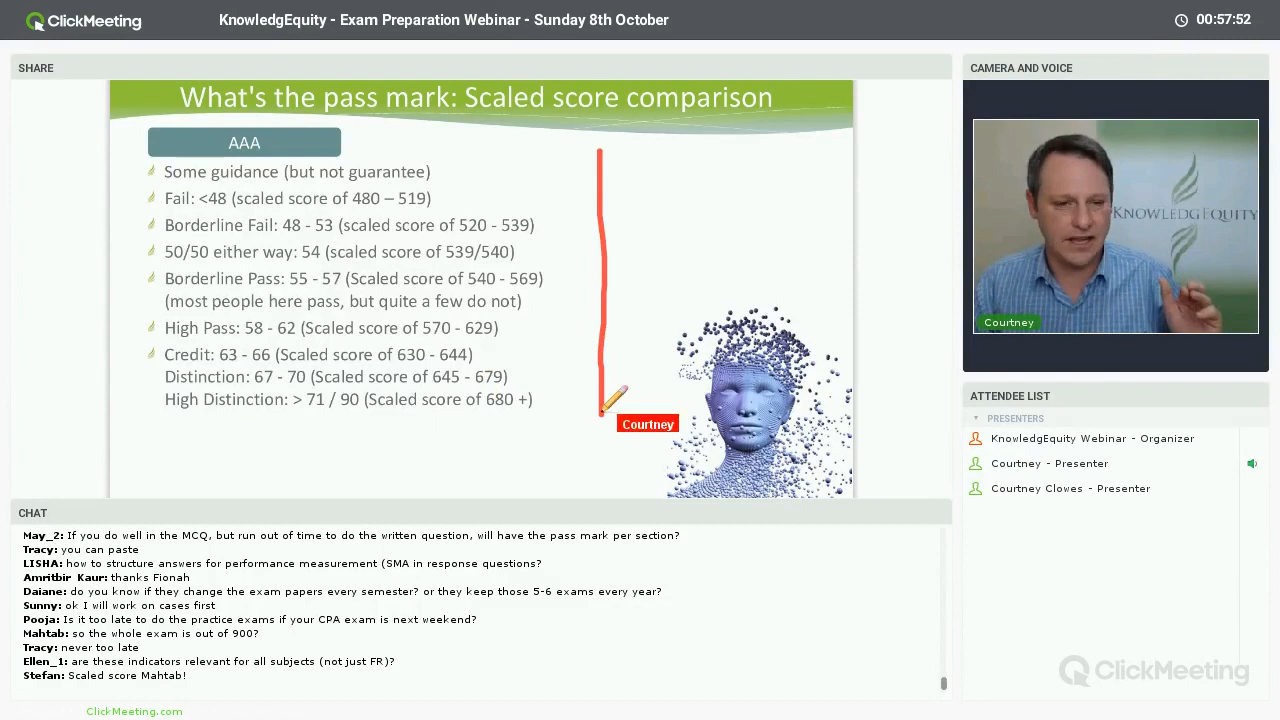 ClickMeeting
KnowledgEquity - Exam Preparation Webinar - Sunday 8th October
00:57:52
SHARE
What's the pass mark: Scaled score comparison
AAA
Some guidance (but not guarantee)
Fail: <48 (scaled score of 480 – 519)
Borderline Fail: 48 - 53 (scaled score of 520 - 539)
50/50 either way: 54 (scaled score of 539/540)
Borderline Pass: 55 - 57 (Scaled score of 540 - 569)
(most people here pass, but quite a few do not)
High Pass: 58 - 62 (Scaled score of 570 - 629)
Credit: 63 - 66 (Scaled score of 630 - 644)
Distinction: 67 - 70 (Scaled score of 645 - 679)
High Distinction: > 71 / 90 (Scaled score of 680 +)
Courtney
CAMERA AND VOICE
KNOWLEDGEQUITY
Courtney
ATTENDEE LIST
PRESENTERS
KnowledgEquity Webinar - Organizer
Courtney - Presenter
Courtney Clowes - Presenter
CHAT
May_2: If you do well in the MCQ, but run out of time to do the written question, will have the pass mark per section?
Tracy: you can paste
LISHA: how to structure answers for performance measurement (SMA in response questions?
Amritbir Kaur: thanks Fionah
Daiane: do you know if they change the exam papers every semester? or they keep those 5-6 exams every year?
Sunny: ok I will work on cases first
Pooja: Is it too late to do the practice exams if your CPA exam is next weekend?
Mahtab: so the whole exam is out of 900?
Tracy: never too late
Ellen_1: are these indicators relevant for all subjects (not just FR)?
Stefan: Scaled score Mahtab!
ClickMeeting
ClickMeeting.com